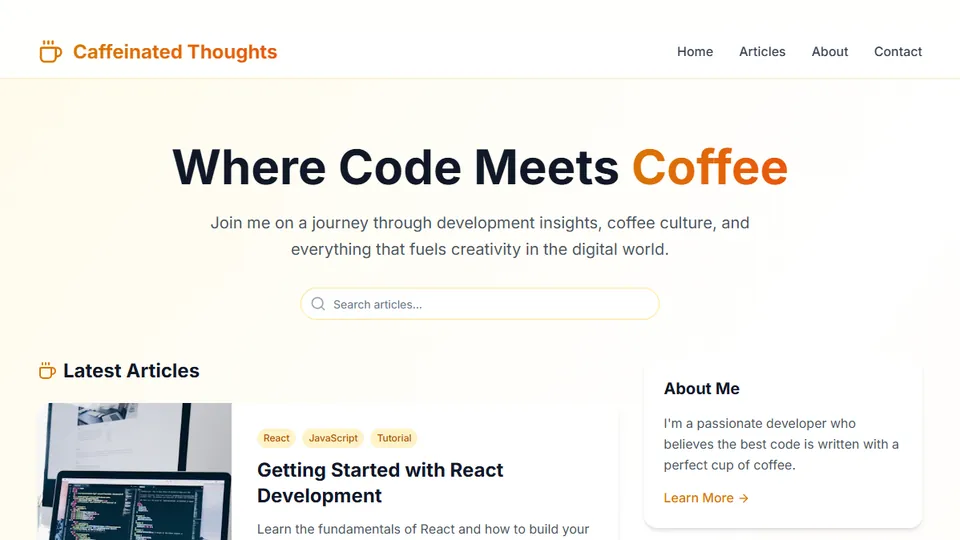 Caffeinated Thoughts
Home
Articles
About
Contact
Where Code Meets Coffee
Join me on a journey through development insights, coffee culture, and
everything that fuels creativity in the digital world.
Search articles...
Latest Articles
React
JavaScript
Tutorial
Getting Started with React
Development
Learn the fundamentals of React and how to build your
About Me
I'm a passionate developer who
believes the best code is written with a
perfect cup of coffee.
Learn More →